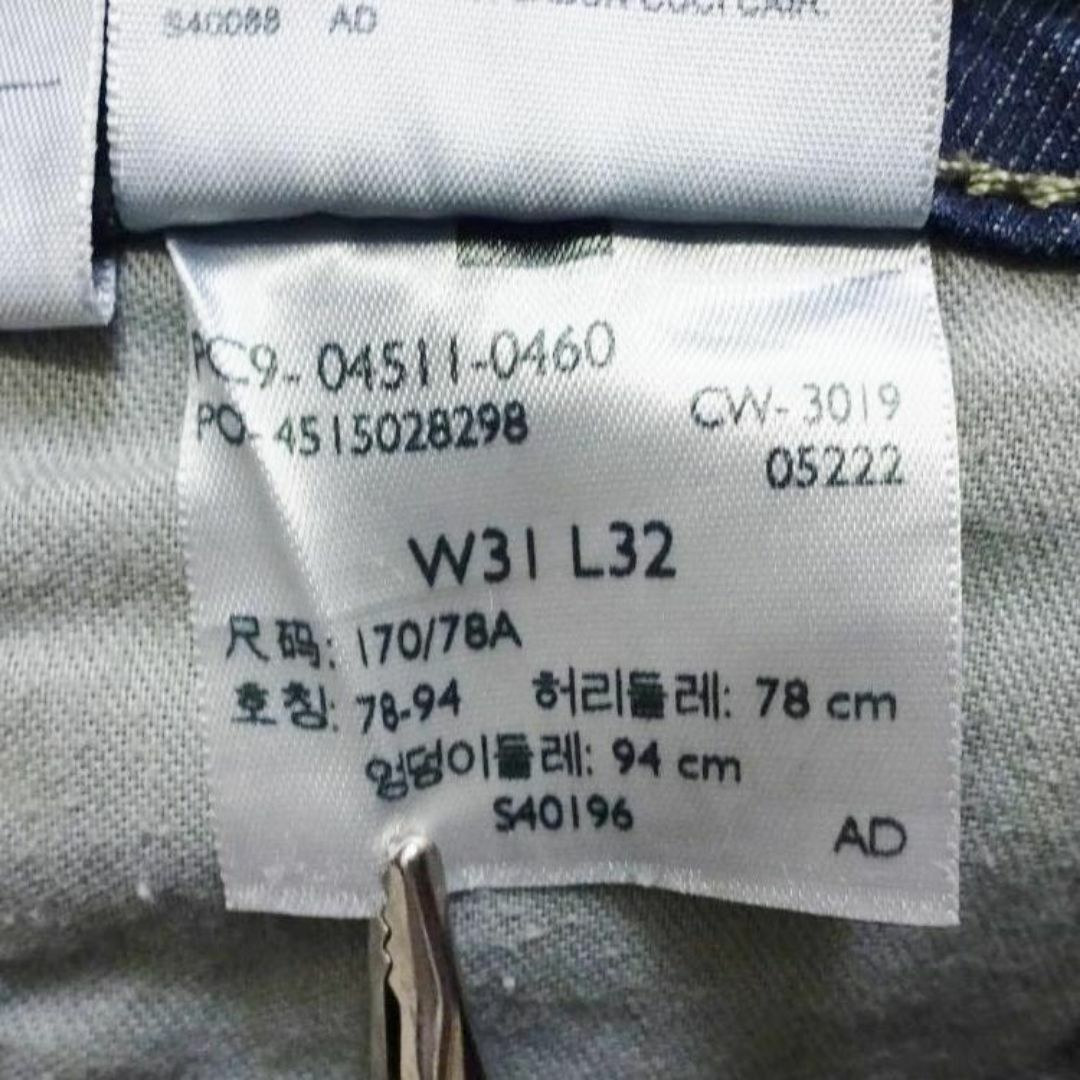 S40088 AD
PC9-04511-0460
PO-4515028298
CW-3019
05222
W31 L32
尺码: 170/78A
호칭: 78-94 허리둘레: 78 cm
엉덩이둘레: 94 cm
S40196
AD